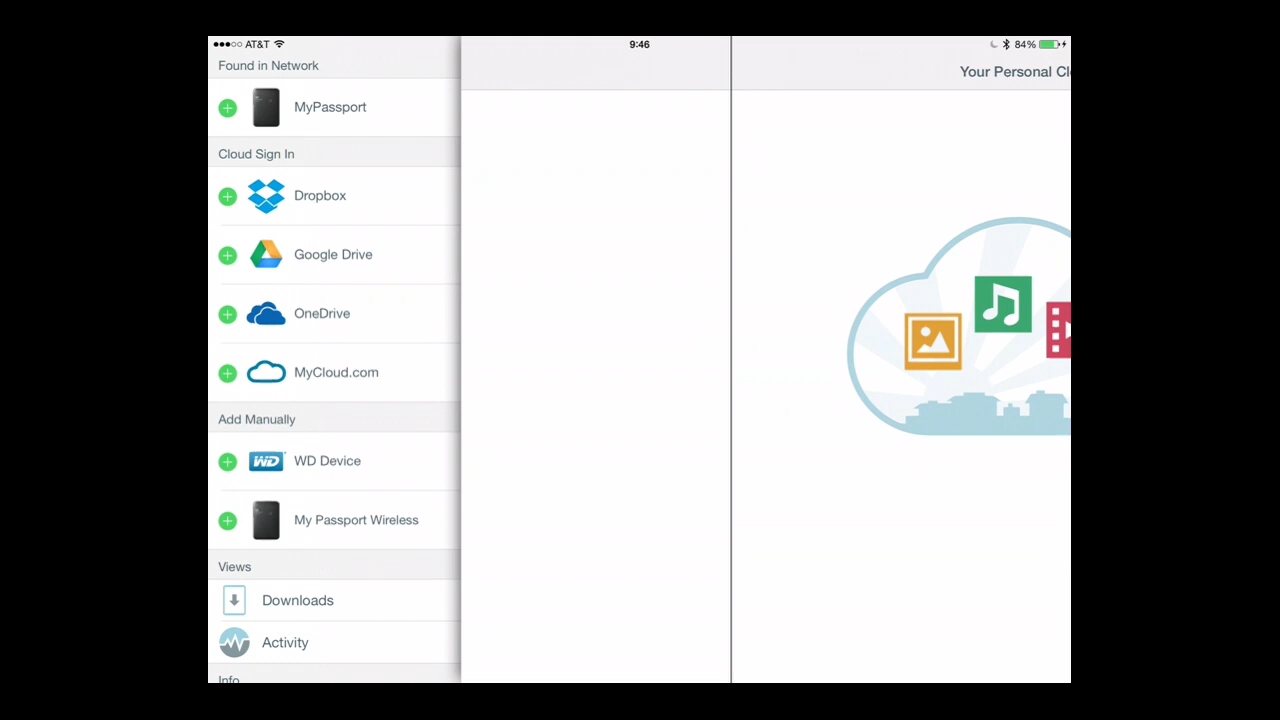 AT&T 9:46 84%
Found in Network
Your Personal Cl
MyPassport
Cloud Sign In
Dropbox
Google Drive
OneDrive
MyCloud.com
Add Manually
WD WD Device
My Passport Wireless
Views
Downloads
Activity
Info